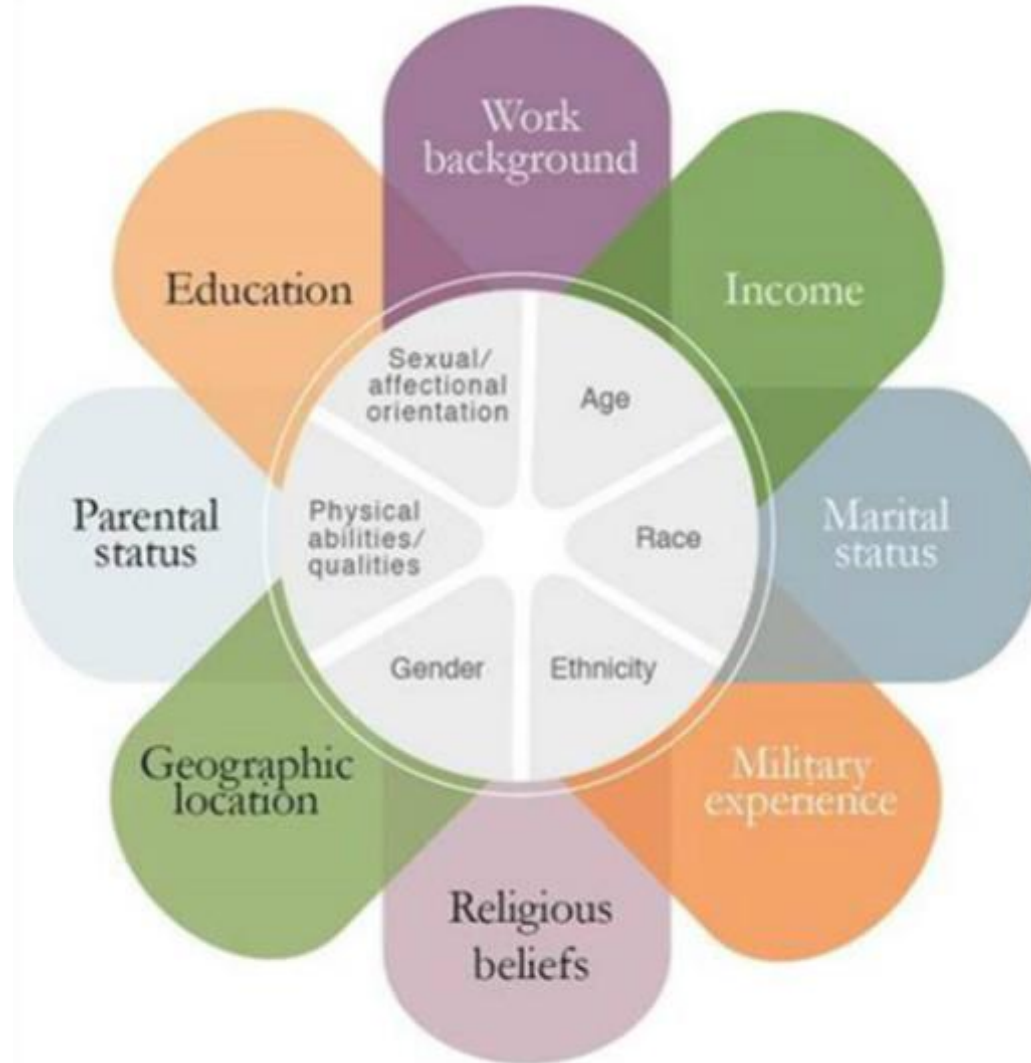 Work
background
Income
Marital
status
Military
experience
Religious
beliefs
Geographic
location
Parental
status
Education
Age
Race
Ethnicity
Gender
Physical
abilities/
qualities
Sexual/
affectional
orientation